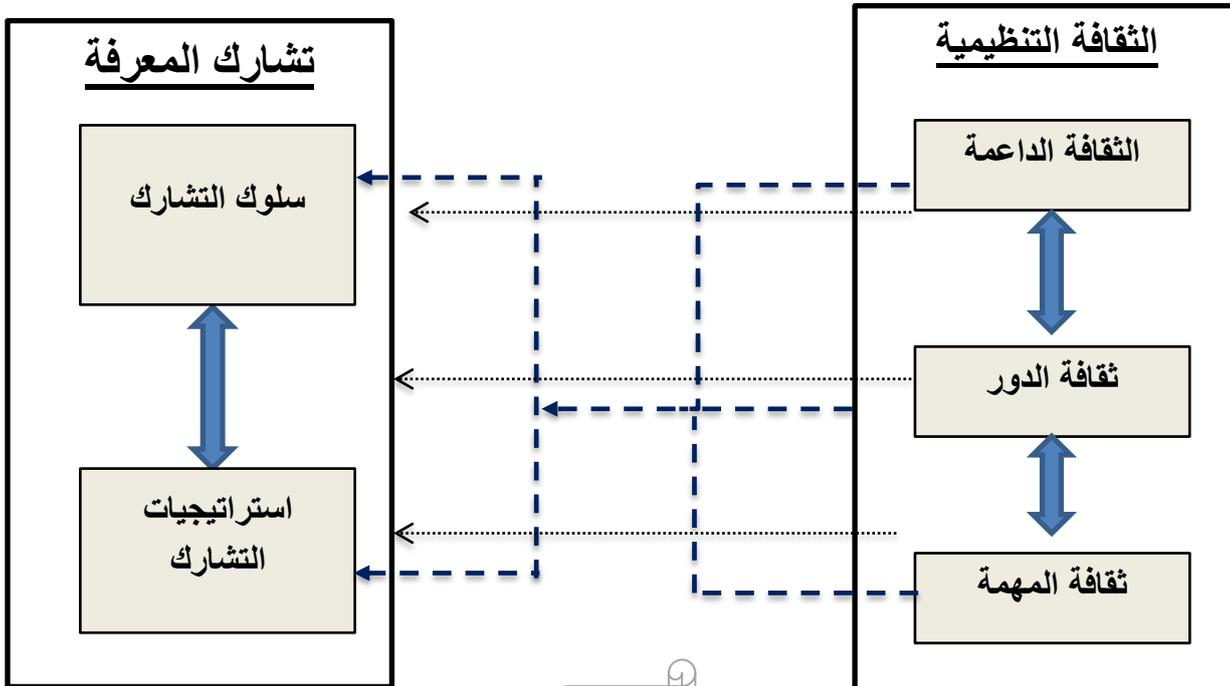 الثقافة التنظيمية
الثقافة الداعمة
ثقافة الدور
ثقافة المهمة
تشارك المعرفة
سلوك التشارك
استراتيجيات
التشارك